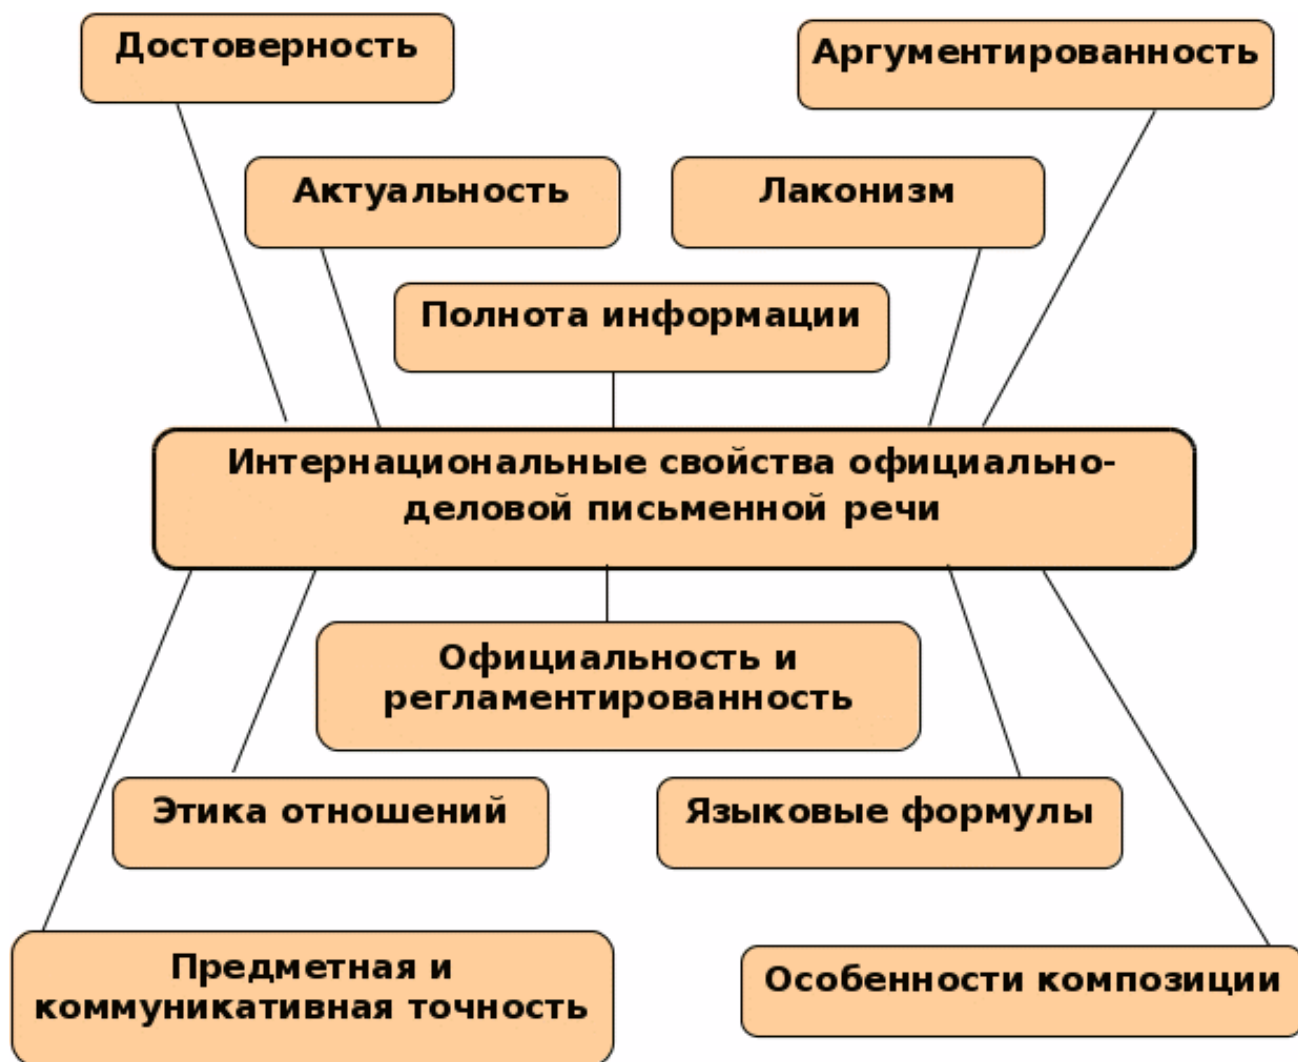 Достоверность
Аргументированность
Актуальность
Лаконизм
Полнота информации
Интернациональные свойства официально-
деловой письменной речи
Официальность и
регламентированность
Этика отношений
Языковые формулы
Предметная и
коммуникативная точность
Особенности композиции